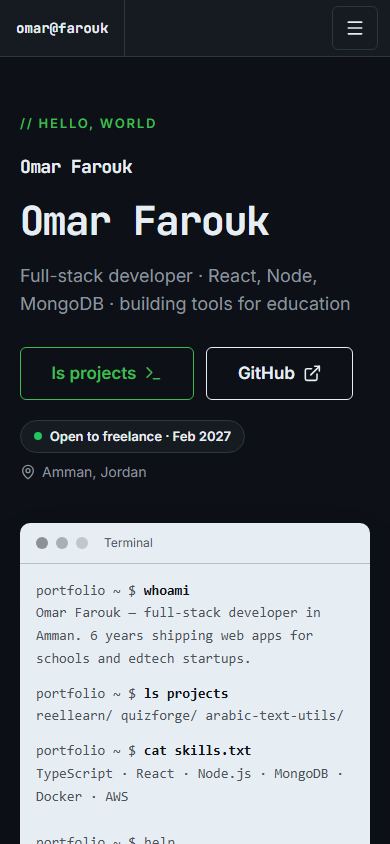 omar@farouk
// HELLO, WORLD
Omar Farouk
Omar Farouk
Full-stack developer · React, Node,
MongoDB · building tools for education
ls projects
GitHub
Open to freelance · Feb 2027
Amman, Jordan
Terminal
portfolio ~ $ whoami
Omar Farouk — full-stack developer in
Amman. 6 years shipping web apps for
schools and edtech startups.
portfolio ~ $ ls projects
reellearn/ quizforge/ arabic-text-utils/
portfolio ~ $ cat skills.txt
TypeScript · React · Node.js · MongoDB ·
Docker · AWS
portfolio ~ $ help